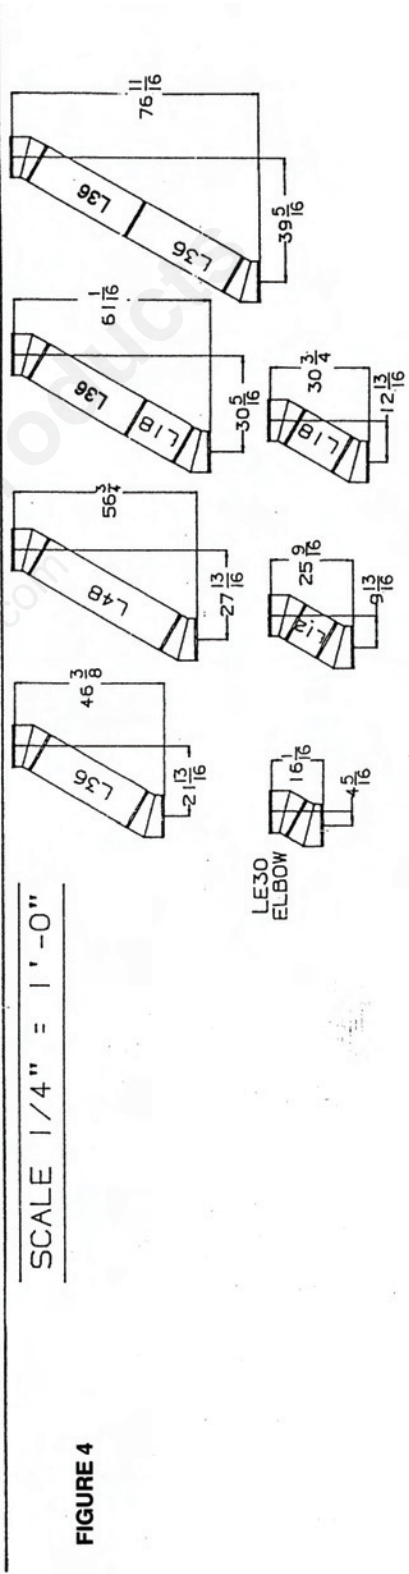 FIGURE 4
SCALE 1/4" = 1'-0"
L36
46 3/8
21 13/16
L48
56 3/4
27 13/16
L36
L18
61 1/16
30 5/16
L36
L36
76 11/16
39 5/16
LE30
ELBOW
16 1/16
4 5/16
L12
25 9/16
9 13/16
L18
30 3/4
12 13/16
oducts
com